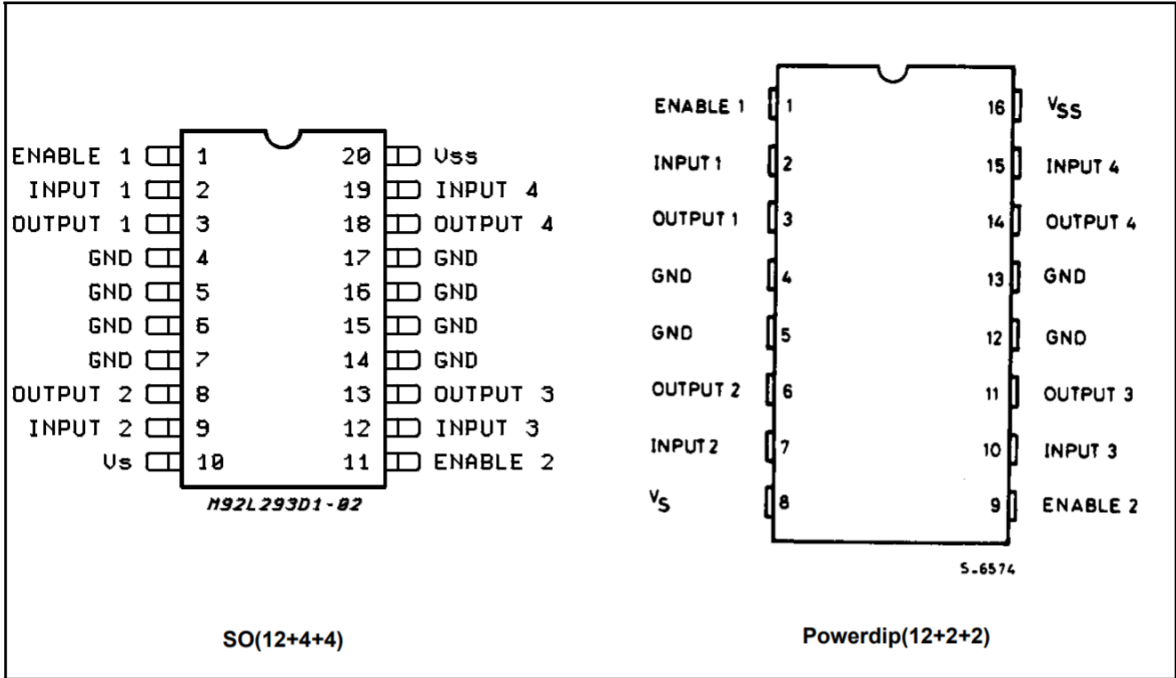 ENABLE 1 1 20 Vss
INPUT 1 2 19 INPUT 4
OUTPUT 1 3 18 OUTPUT 4
GND 4 17 GND
GND 5 16 GND
GND 6 15 GND
GND 7 14 GND
OUTPUT 2 8 13 OUTPUT 3
INPUT 2 9 12 INPUT 3
Vs 10 11 ENABLE 2
M92L293D1-02
SO(12+4+4)
ENABLE 1 1 16 VSS
INPUT 1 2 15 INPUT 4
OUTPUT 1 3 14 OUTPUT 4
GND 4 13 GND
GND 5 12 GND
OUTPUT 2 6 11 OUTPUT 3
INPUT 2 7 10 INPUT 3
VS 8 9 ENABLE 2
S-6574
Powerdip(12+2+2)